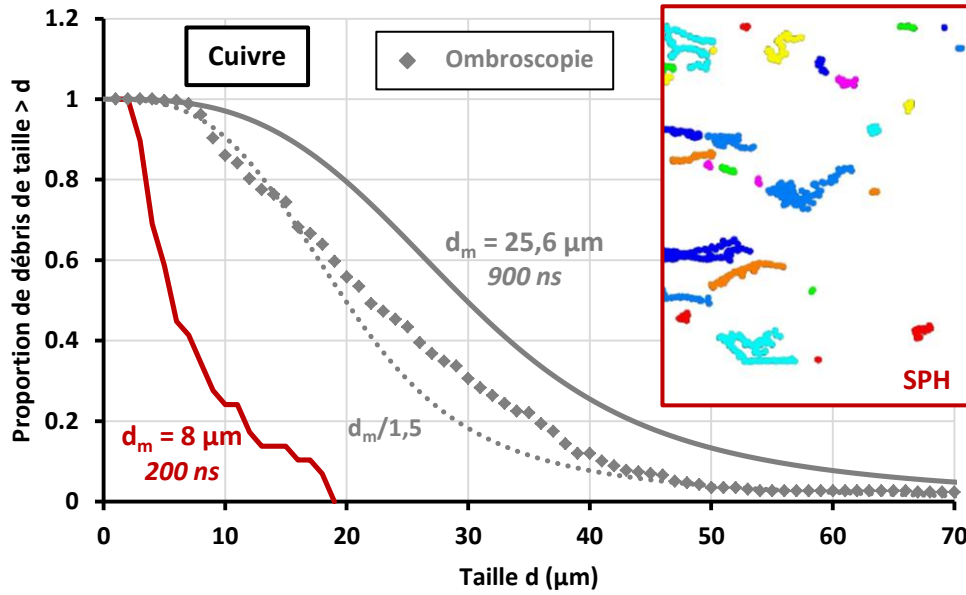 1.2
1
0.8
0.6
0.4
0.2
0
Proportion de débris de taille > d
Cuivre
Ombroscopie
d_m = 25,6 µm
900 ns
d_m/1,5
d_m = 8 µm
200 ns
SPH
0 10 20 30 40 50 60 70
Taille d (µm)